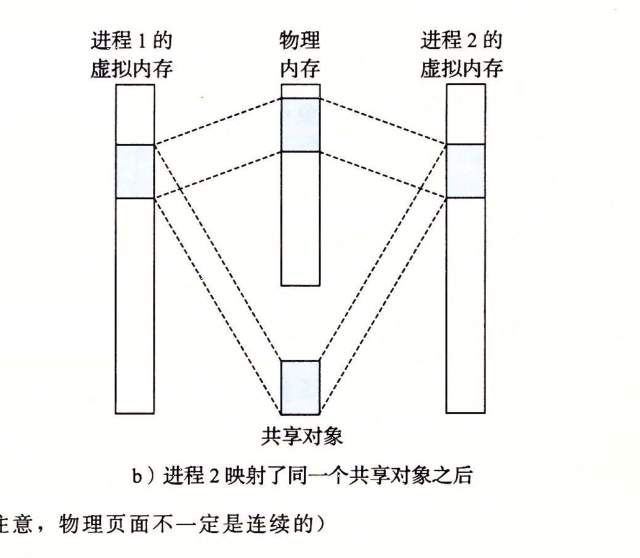 进程 1 的
虚拟内存
物理
内存
进程 2 的
虚拟内存
共享对象
b）进程 2 映射了同一个共享对象之后
注意，物理页面不一定是连续的）